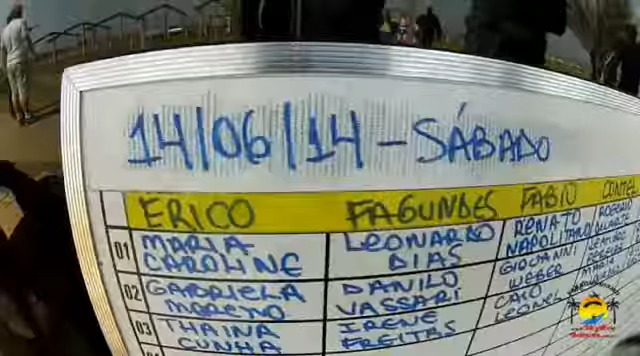 14/06/14 - SÁBADO
ERICO FAGUNDES FABIO
01 MARIA CAROLINE LEONARDO DIAS RENATO NAPOLITANO ROGERIO
02 GABRIELA MORENO DANILO VASSARI GIOVANNI WEBER
03 THAINA CUNHA IRENE FREITAS CAIO LEONEL